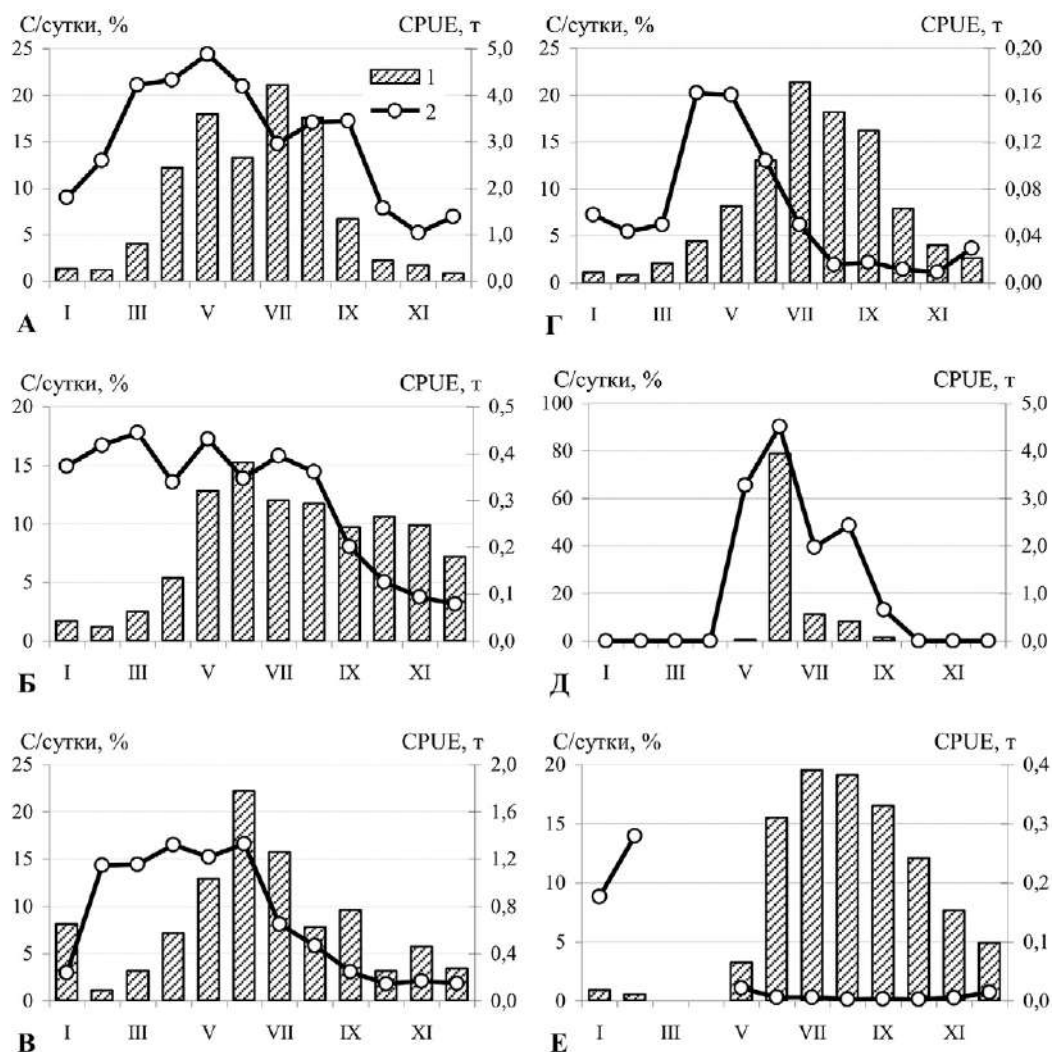 С/сутки, % CPUE, т
25 5,0
20 4,0
15 3,0
10 2,0
5 1,0
0 0,0
1
2
I III V VII IX XI
А
С/сутки, % CPUE, т
25 0,20
20 0,16
15 0,12
10 0,08
5 0,04
0 0,00
I III V VII IX XI
Г
С/сутки, % CPUE, т
20 0,5
15 0,4
10 0,3
5 0,2
0 0,1
0,0
I III V VII IX XI
Б
С/сутки, % CPUE, т
100 5,0
80 4,0
60 3,0
40 2,0
20 1,0
0 0,0
I III V VII IX XI
Д
С/сутки, % CPUE, т
25 2,0
20 1,6
15 1,2
10 0,8
5 0,4
0 0,0
I III V VII IX XI
В
С/сутки, % CPUE, т
20 0,4
15 0,3
10 0,2
5 0,1
0 0,0
I III V VII IX XI
Е